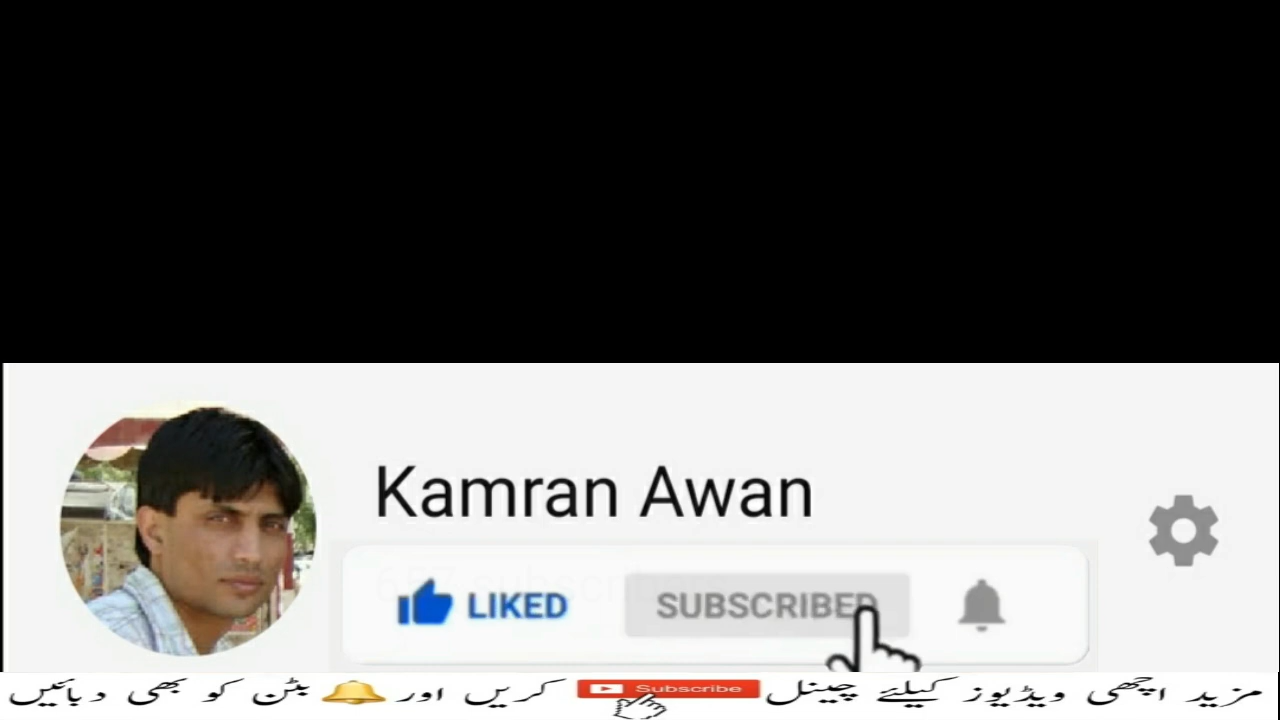 Kamran Awan
LIKED SUBSCRIBED
مزید اچھی ویڈیوز کیلئے چینل Subscribe کریں اور 🔔 بٹن کو بھی دبائیں